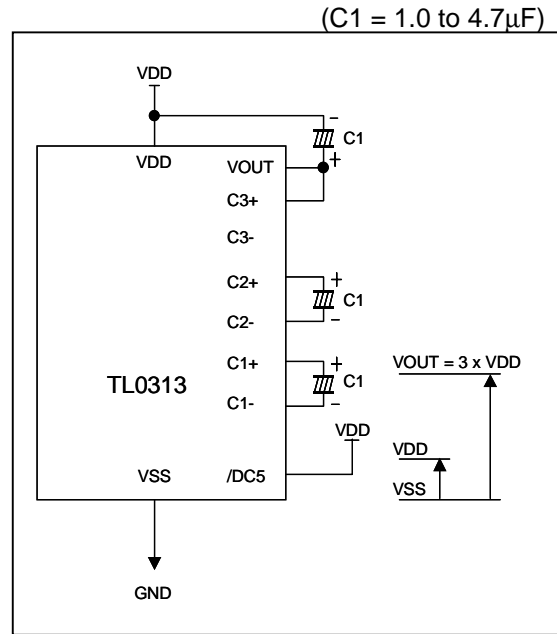 (C1 = 1.0 to 4.7µF)
VDD
−
C1
+
VDD
VOUT
C3+
C3-
C2+
+
C1
C2-
−
C1+
+
C1
C1-
−
TL0313
VOUT = 3 x VDD
VDD
VDD
VSS
/DC5
VSS
GND